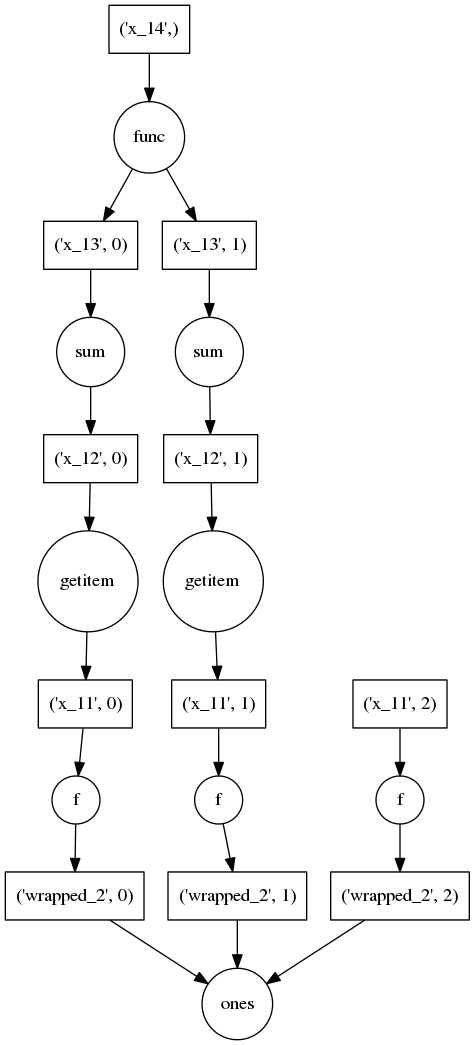 ('x_14',)
func
('x_13', 0)
('x_13', 1)
sum
sum
('x_12', 0)
('x_12', 1)
getitem
getitem
('x_11', 0)
('x_11', 1)
('x_11', 2)
f
f
f
('wrapped_2', 0)
('wrapped_2', 1)
('wrapped_2', 2)
ones